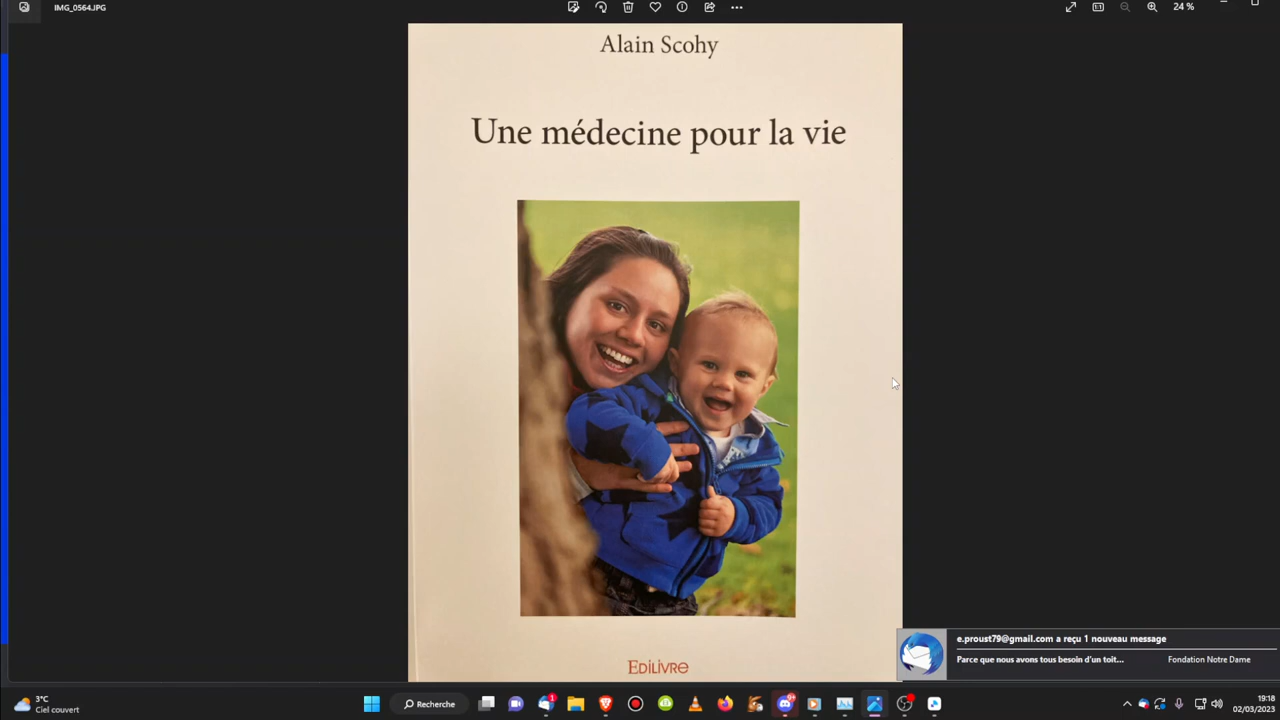 IMG_0564.JPG
24 %
Alain Scohy
Une médecine pour la vie
EDILIVRE
e.proust79@gmail.com a reçu 1 nouveau message
Parce que nous avons tous besoin d'un toit... Fondation Notre Dame
3°C
Ciel couvert
Recherche
1
9+
19:18
02/03/2023